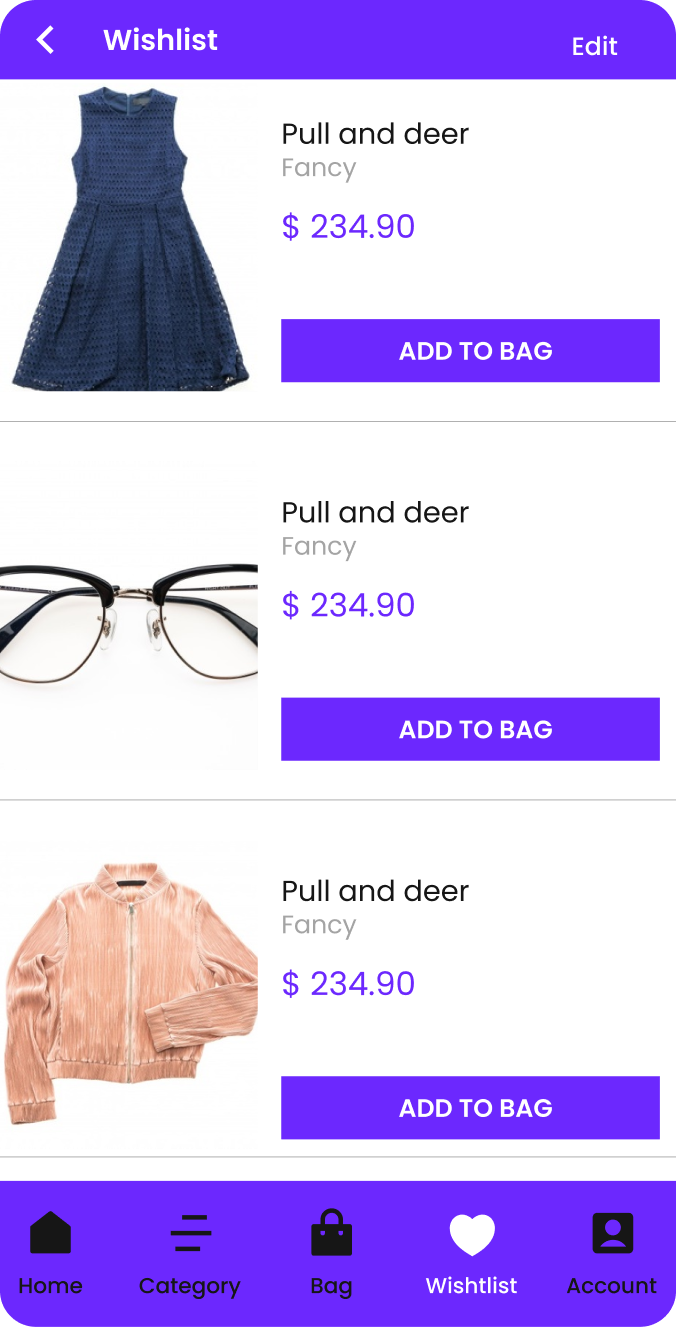 Wishlist
Edit
Pull and deer
Fancy
$ 234.90
ADD TO BAG
Pull and deer
Fancy
$ 234.90
ADD TO BAG
Pull and deer
Fancy
$ 234.90
ADD TO BAG
Home Category Bag Wishtlist Account